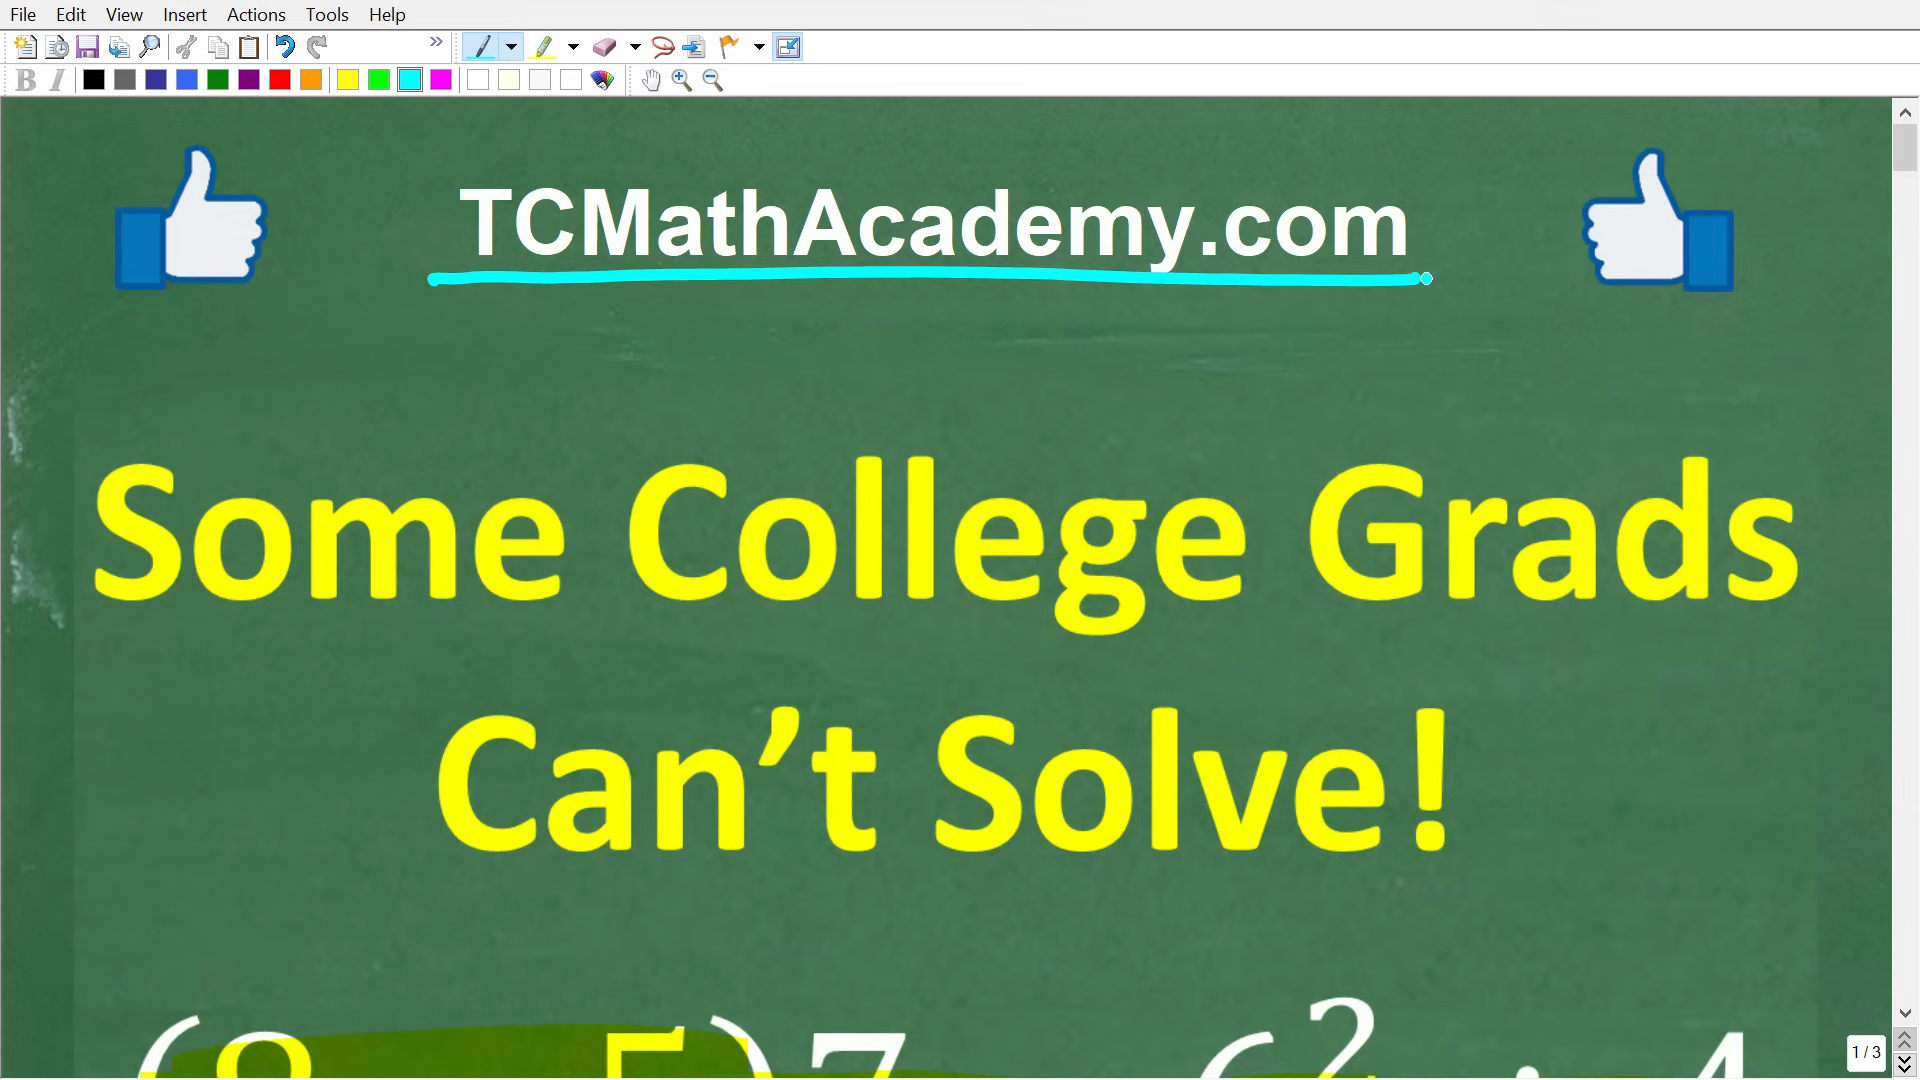 File Edit View Insert Actions Tools Help
B I
TCMathAcademy.com
Some College Grads
Can’t Solve!
1 / 3